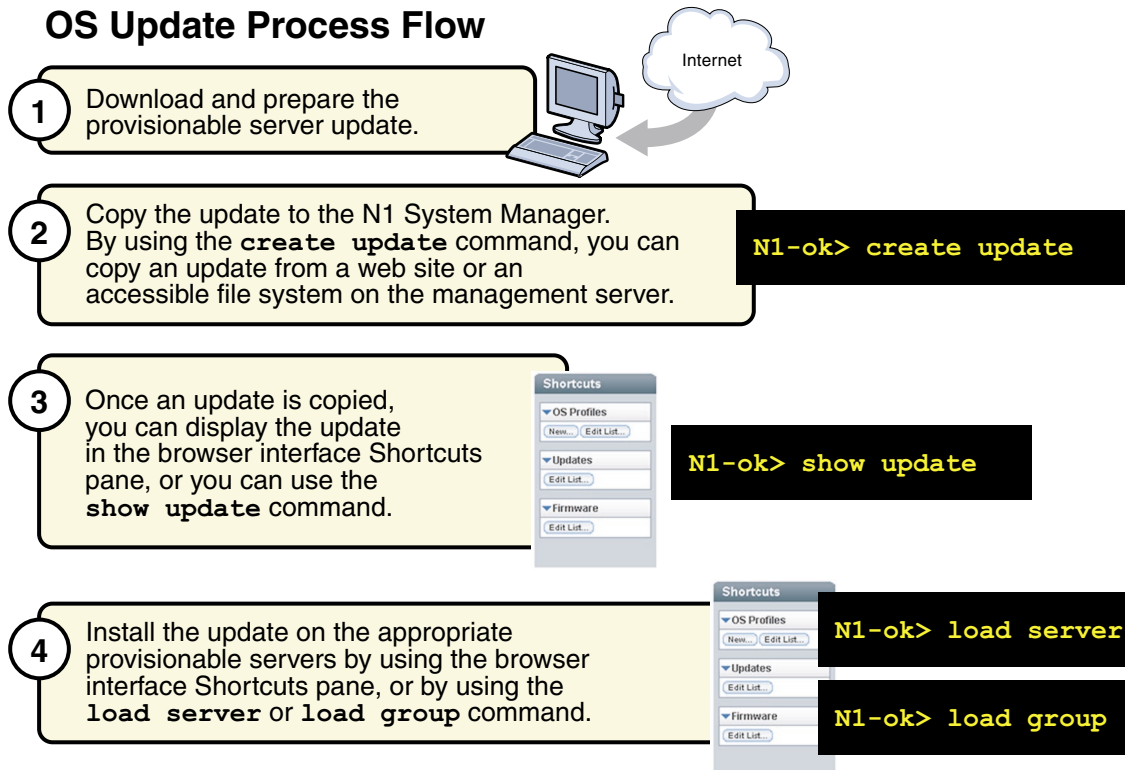 OS Update Process Flow
Internet
1
Download and prepare the
provisionable server update.
2
Copy the update to the N1 System Manager.
By using the create update command, you can
copy an update from a web site or an
accessible file system on the management server.
N1-ok> create update
3
Once an update is copied,
you can display the update
in the browser interface Shortcuts
pane, or you can use the
show update command.
Shortcuts
OS Profiles
New... Edit List...
Updates
Edit List...
Firmware
Edit List...
N1-ok> show update
4
Install the update on the appropriate
provisionable servers by using the browser
interface Shortcuts pane, or by using the
load server or load group command.
Shortcuts
OS Profiles
New... Edit List...
Updates
Edit List...
Firmware
Edit List...
N1-ok> load server
N1-ok> load group